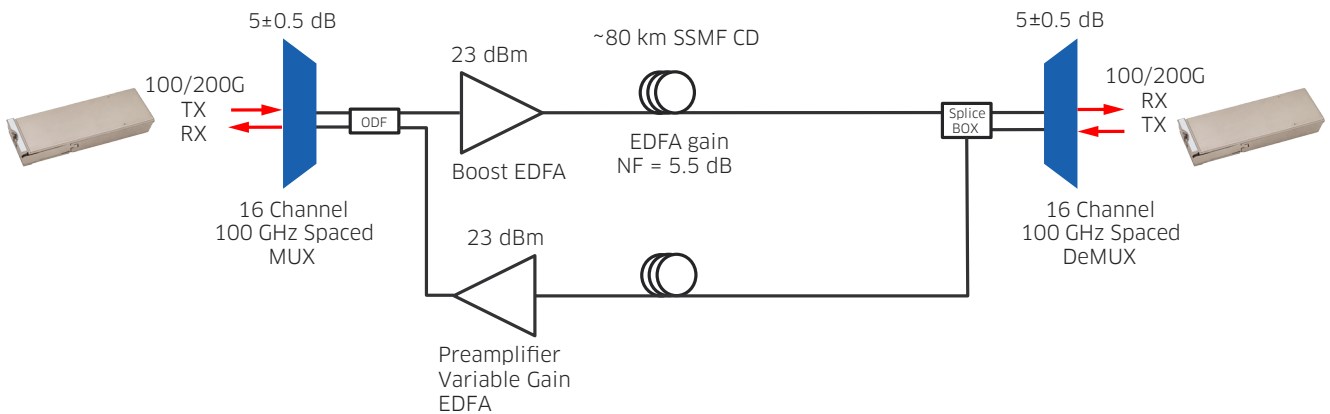 5±0.5 dB
100/200G
TX
RX
16 Channel
100 GHz Spaced
MUX
ODF
23 dBm
Boost EDFA
~80 km SSMF CD
EDFA gain
NF = 5.5 dB
23 dBm
Preamplifier
Variable Gain
EDFA
Splice
BOX
5±0.5 dB
100/200G
RX
TX
16 Channel
100 GHz Spaced
DeMUX